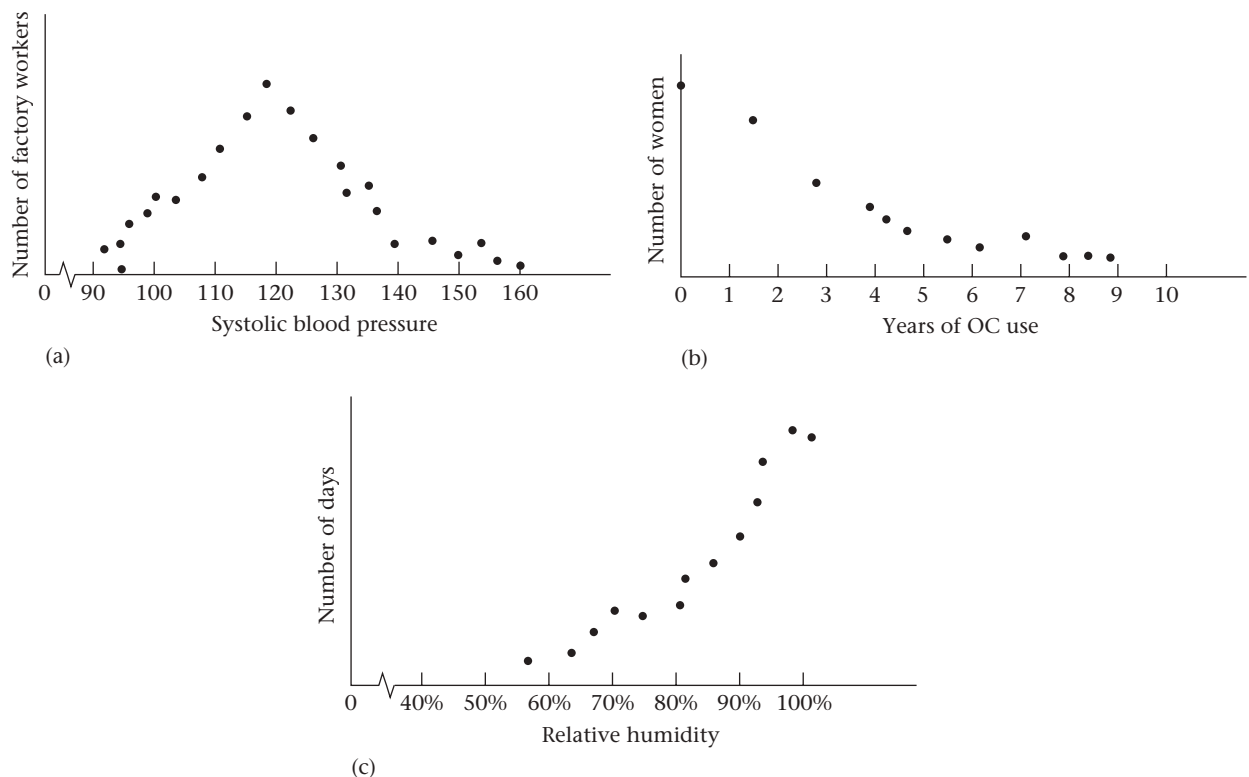 Number of factory workers
0 90 100 110 120 130 140 150 160
Systolic blood pressure
(a)
Number of women
0 1 2 3 4 5 6 7 8 9 10
Years of OC use
(b)
Number of days
0 40% 50% 60% 70% 80% 90% 100%
Relative humidity
(c)